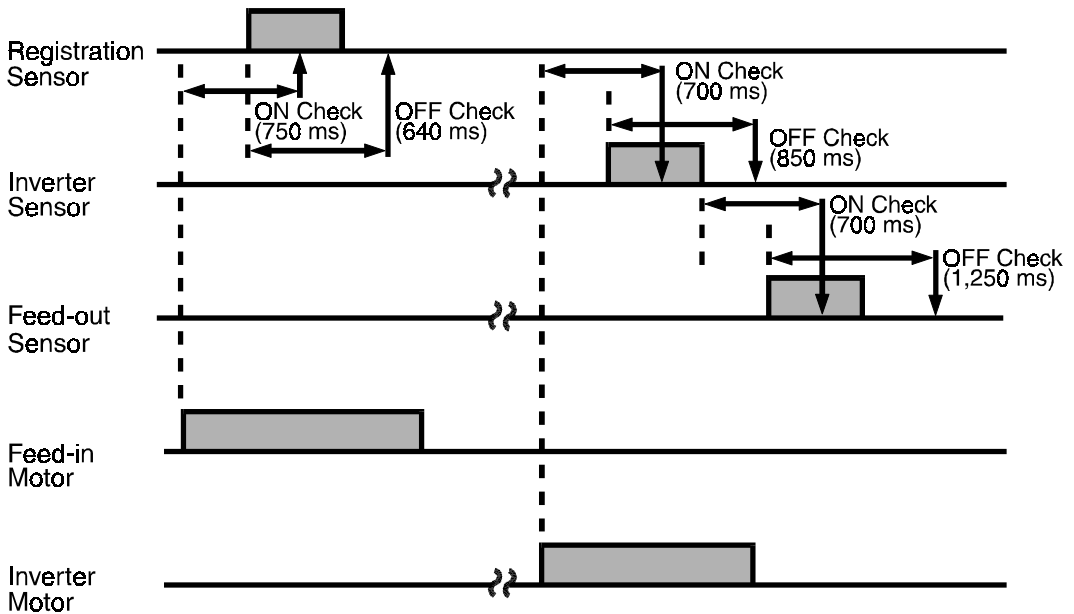 Registration
Sensor
ON Check
(750 ms)
OFF Check
(640 ms)
ON Check
(700 ms)
OFF Check
(850 ms)
Inverter
Sensor
ON Check
(700 ms)
OFF Check
(1,250 ms)
Feed-out
Sensor
Feed-in
Motor
Inverter
Motor